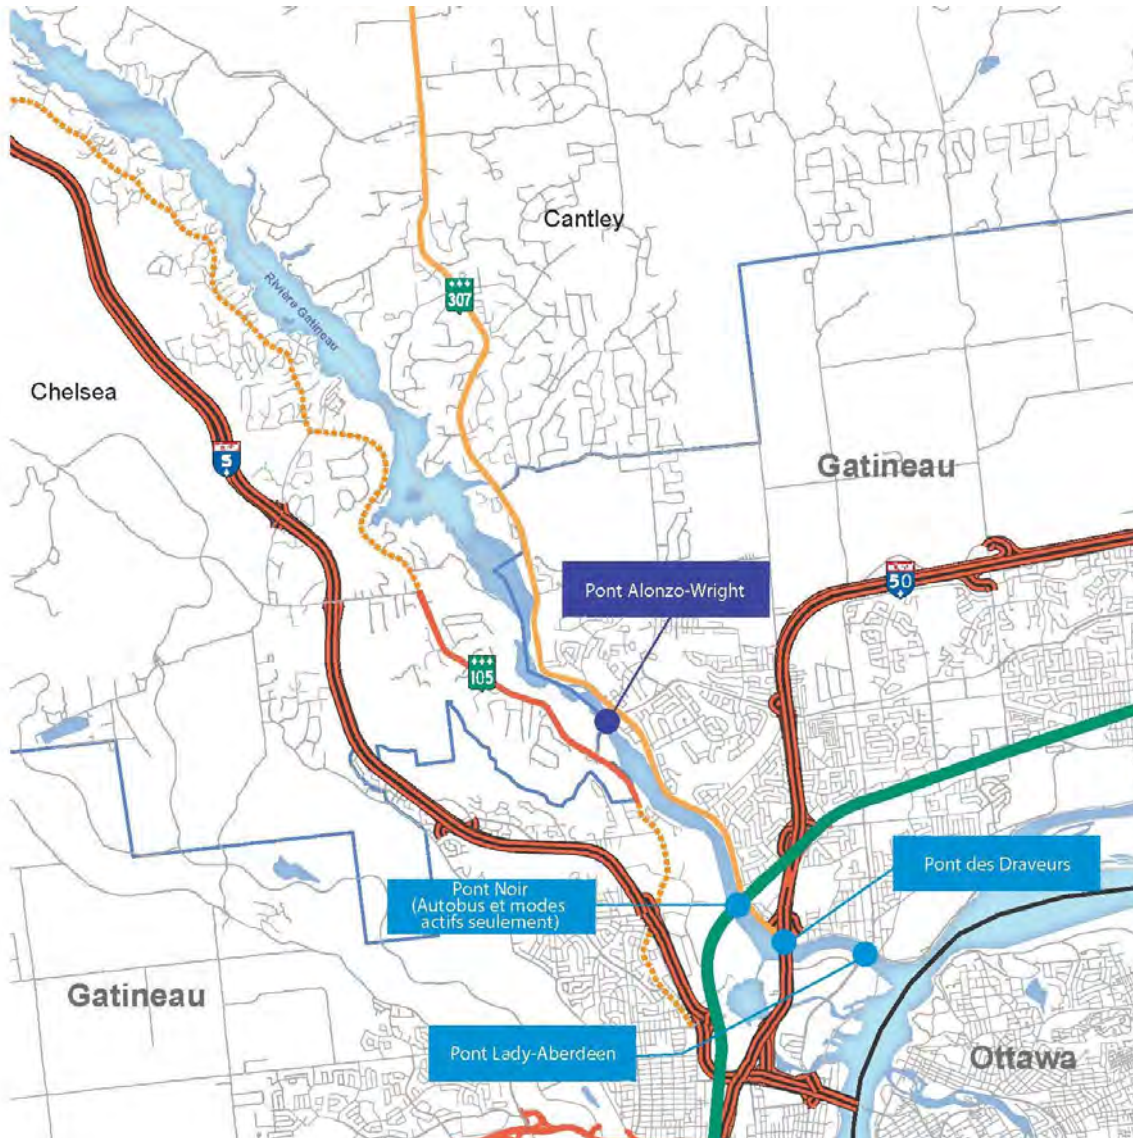 Cantley
307
Rivière Gatineau
Chelsea
5
Gatineau
50
Pont Alonzo-Wright
105
Pont des Draveurs
Pont Noir
(Autobus et modes
actifs seulement)
Gatineau
Pont Lady-Aberdeen
Ottawa